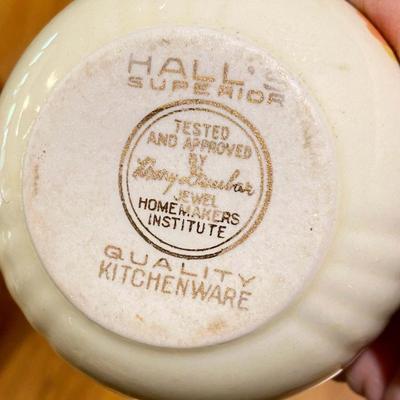 HALL'S
SUPERIOR
TESTED
AND APPROVED
BY
Mary Dunbar
JEWEL
HOMEMAKERS
INSTITUTE
QUALITY
KITCHENWARE